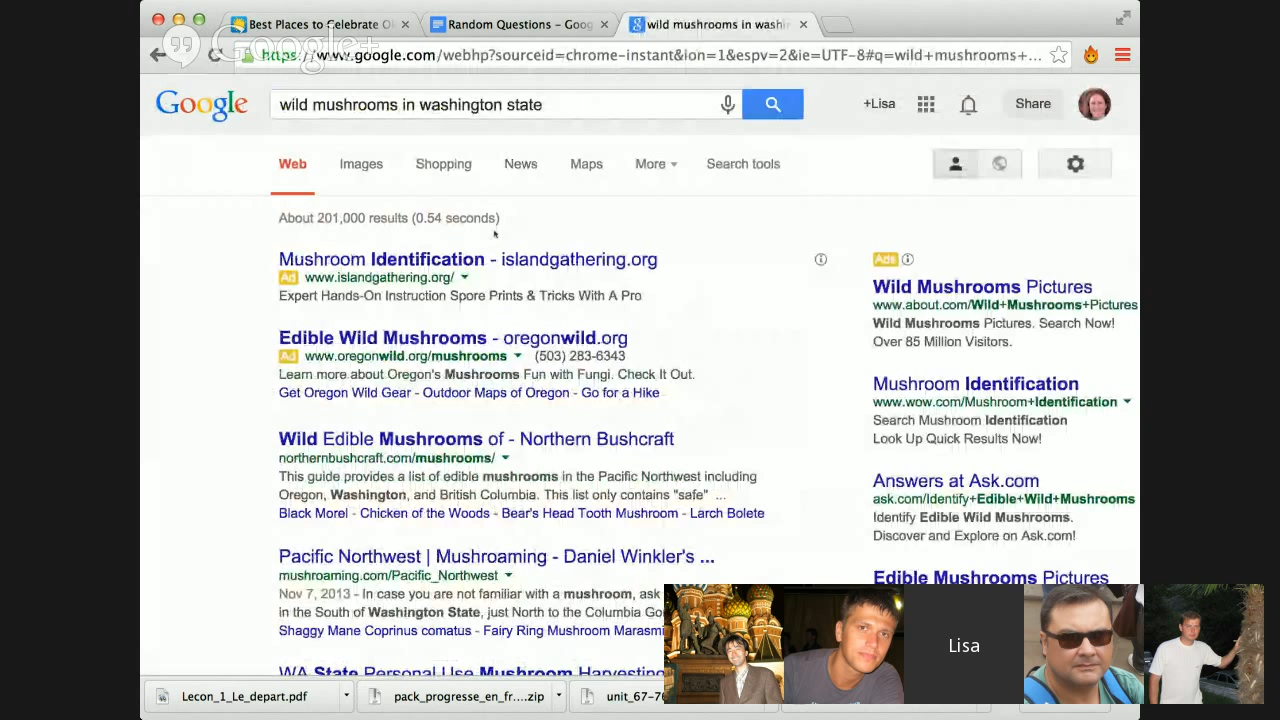 Best Places to Celebrate Ok
Random Questions – Goog
wild mushrooms in washi
Google+
https://www.google.com/webhp?sourceid=chrome-instant&ion=1&espv=2&ie=UTF-8#q=wild+mushrooms+...
Google
wild mushrooms in washington state
+Lisa
Share
Web
Images
Shopping
News
Maps
More
Search tools
About 201,000 results (0.54 seconds)
Mushroom Identification - islandgathering.org
Ad www.islandgathering.org/
Expert Hands-On Instruction Spore Prints & Tricks With A Pro
Edible Wild Mushrooms - oregonwild.org
Ad www.oregonwild.org/mushrooms (503) 283-6343
Learn more about Oregon's Mushrooms Fun with Fungi. Check It Out.
Get Oregon Wild Gear - Outdoor Maps of Oregon - Go for a Hike
Wild Edible Mushrooms of - Northern Bushcraft
northernbushcraft.com/mushrooms/
This guide provides a list of edible mushrooms in the Pacific Northwest including
Oregon, Washington, and British Columbia. This list only contains "safe" ...
Black Morel - Chicken of the Woods - Bear's Head Tooth Mushroom - Larch Bolete
Pacific Northwest | Mushroaming - Daniel Winkler's ...
mushroaming.com/Pacific_Northwest
Nov 7, 2013 - In case you are not familiar with a mushroom, ask
in the South of Washington State, just North to the Columbia Go
Shaggy Mane Coprinus comatus - Fairy Ring Mushroom Marasmi
WA State Personal Use Mushroom Harvesting
Ads
Wild Mushrooms Pictures
www.about.com/Wild+Mushrooms+Pictures
Wild Mushrooms Pictures. Search Now!
Over 85 Million Visitors.
Mushroom Identification
www.wow.com/Mushroom+Identification
Search Mushroom Identification
Look Up Quick Results Now!
Answers at Ask.com
ask.com/Identify+Edible+Wild+Mushrooms
Identify Edible Wild Mushrooms.
Discover and Explore on Ask.com!
Edible Mushrooms Pictures
Lisa
Lecon_1_Le_depart.pdf
pack_progresse_en_fr....zip
unit_67-76